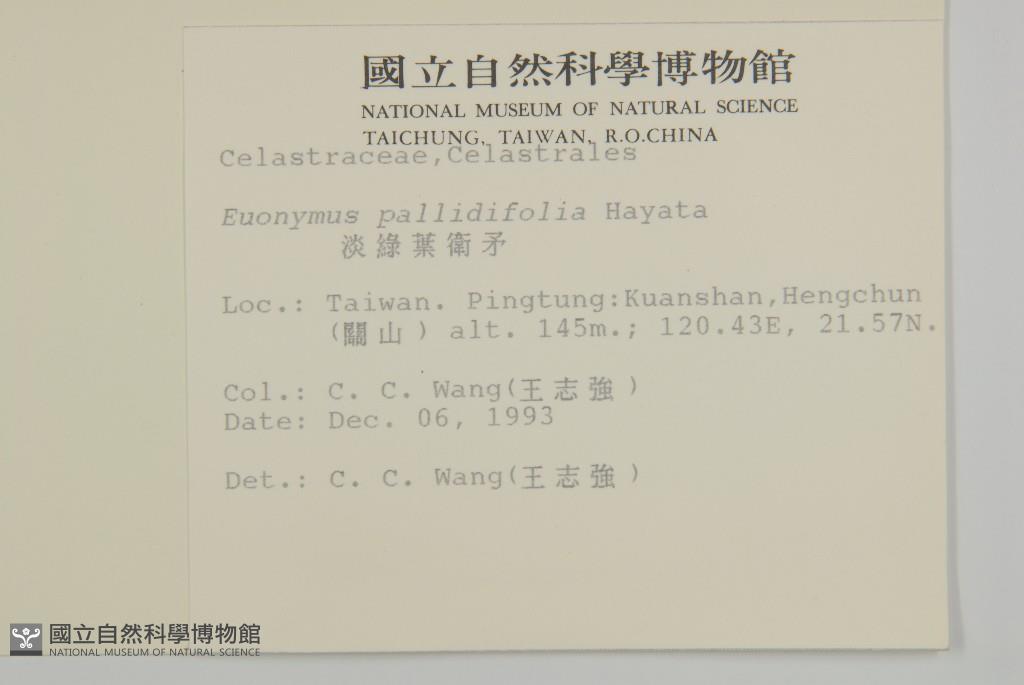 國立自然科學博物館
NATIONAL MUSEUM OF NATURAL SCIENCE
TAICHUNG, TAIWAN, R.O.CHINA
Celastraceae,Celastrales
Euonymus pallidifolia Hayata
淡綠葉衛矛
Loc.: Taiwan. Pingtung:Kuanshan,Hengchun
(關山) alt. 145m.; 120.43E, 21.57N.
Col.: C. C. Wang(王志強)
Date: Dec. 06, 1993
Det.: C. C. Wang(王志強)
國立自然科學博物館
NATIONAL MUSEUM OF NATURAL SCIENCE